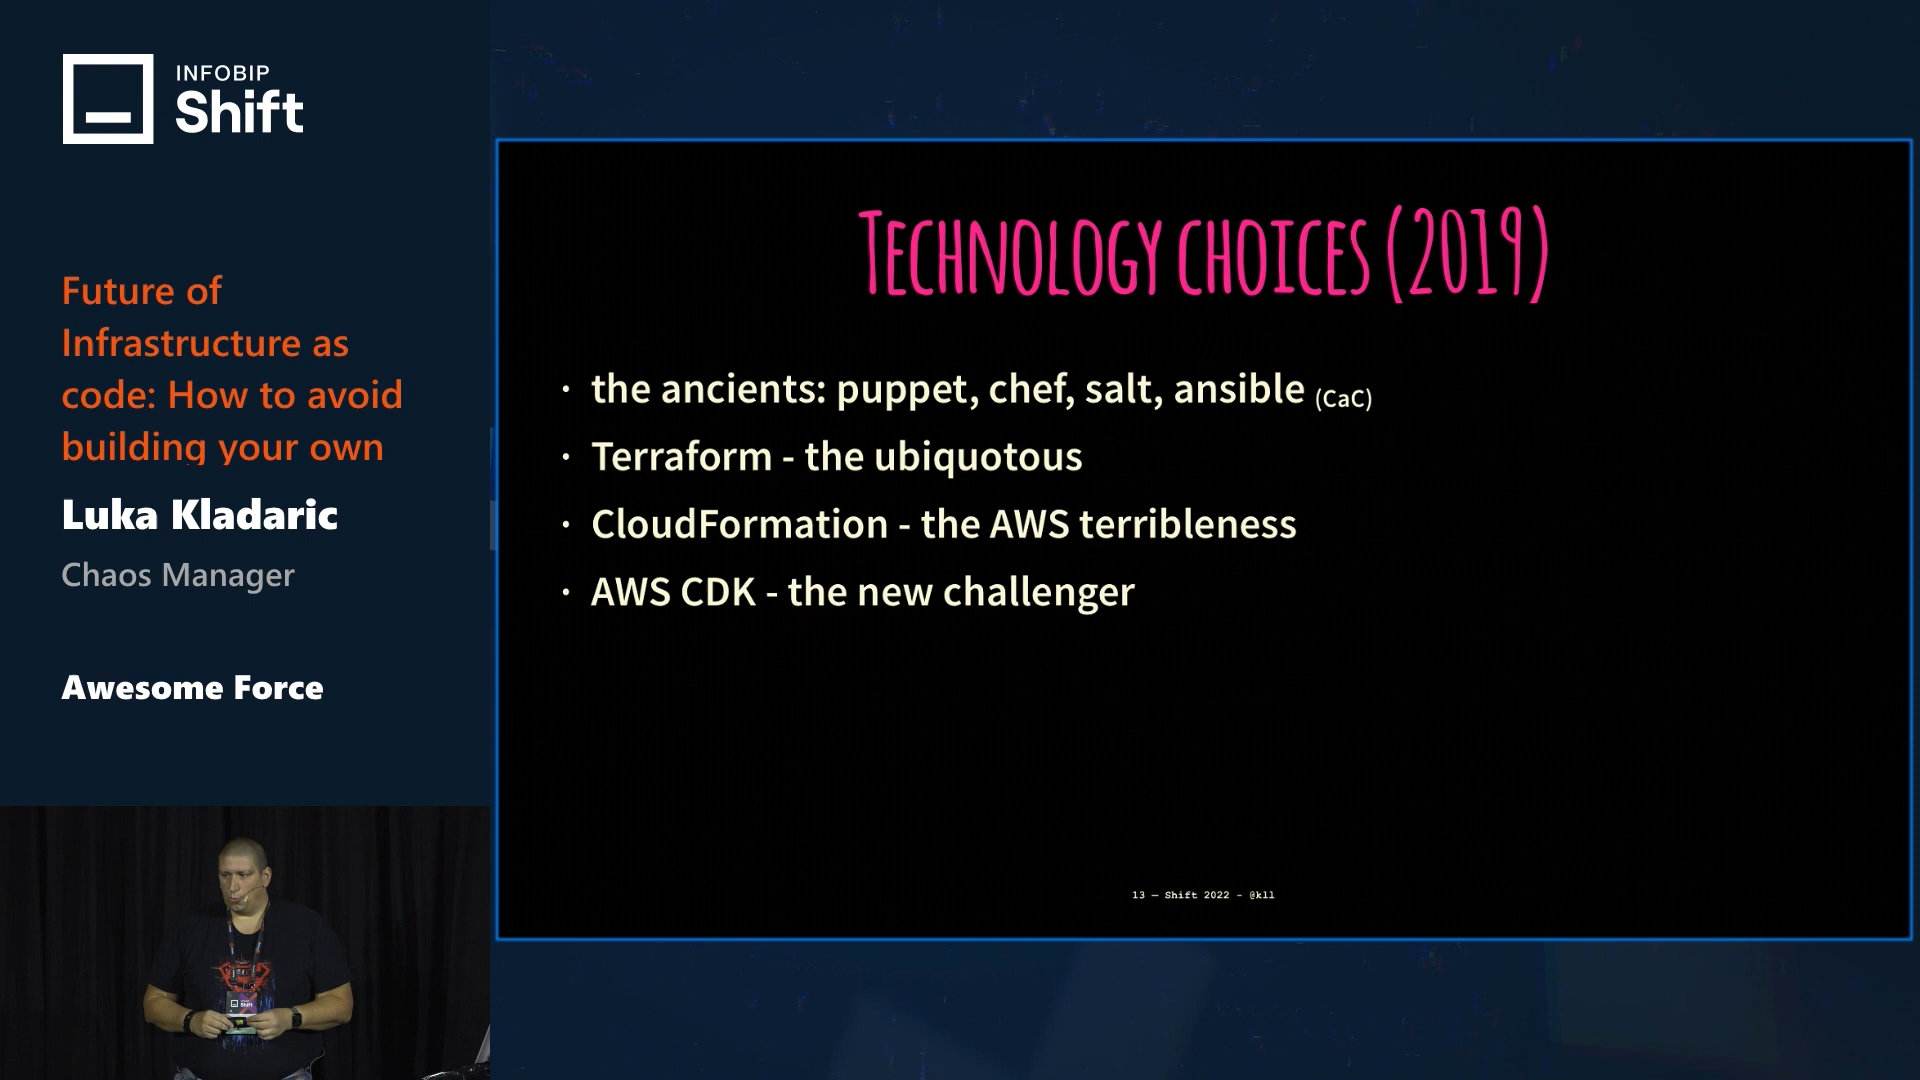 INFOBIP
Shift
Future of
Infrastructure as
code: How to avoid
building your own
Luka Kladaric
Chaos Manager
Awesome Force
Technology choices (2019)
· the ancients: puppet, chef, salt, ansible (CaC)
· Terraform - the ubiquotous
· CloudFormation - the AWS terribleness
· AWS CDK - the new challenger
13 — Shift 2022 - @kll
Shift